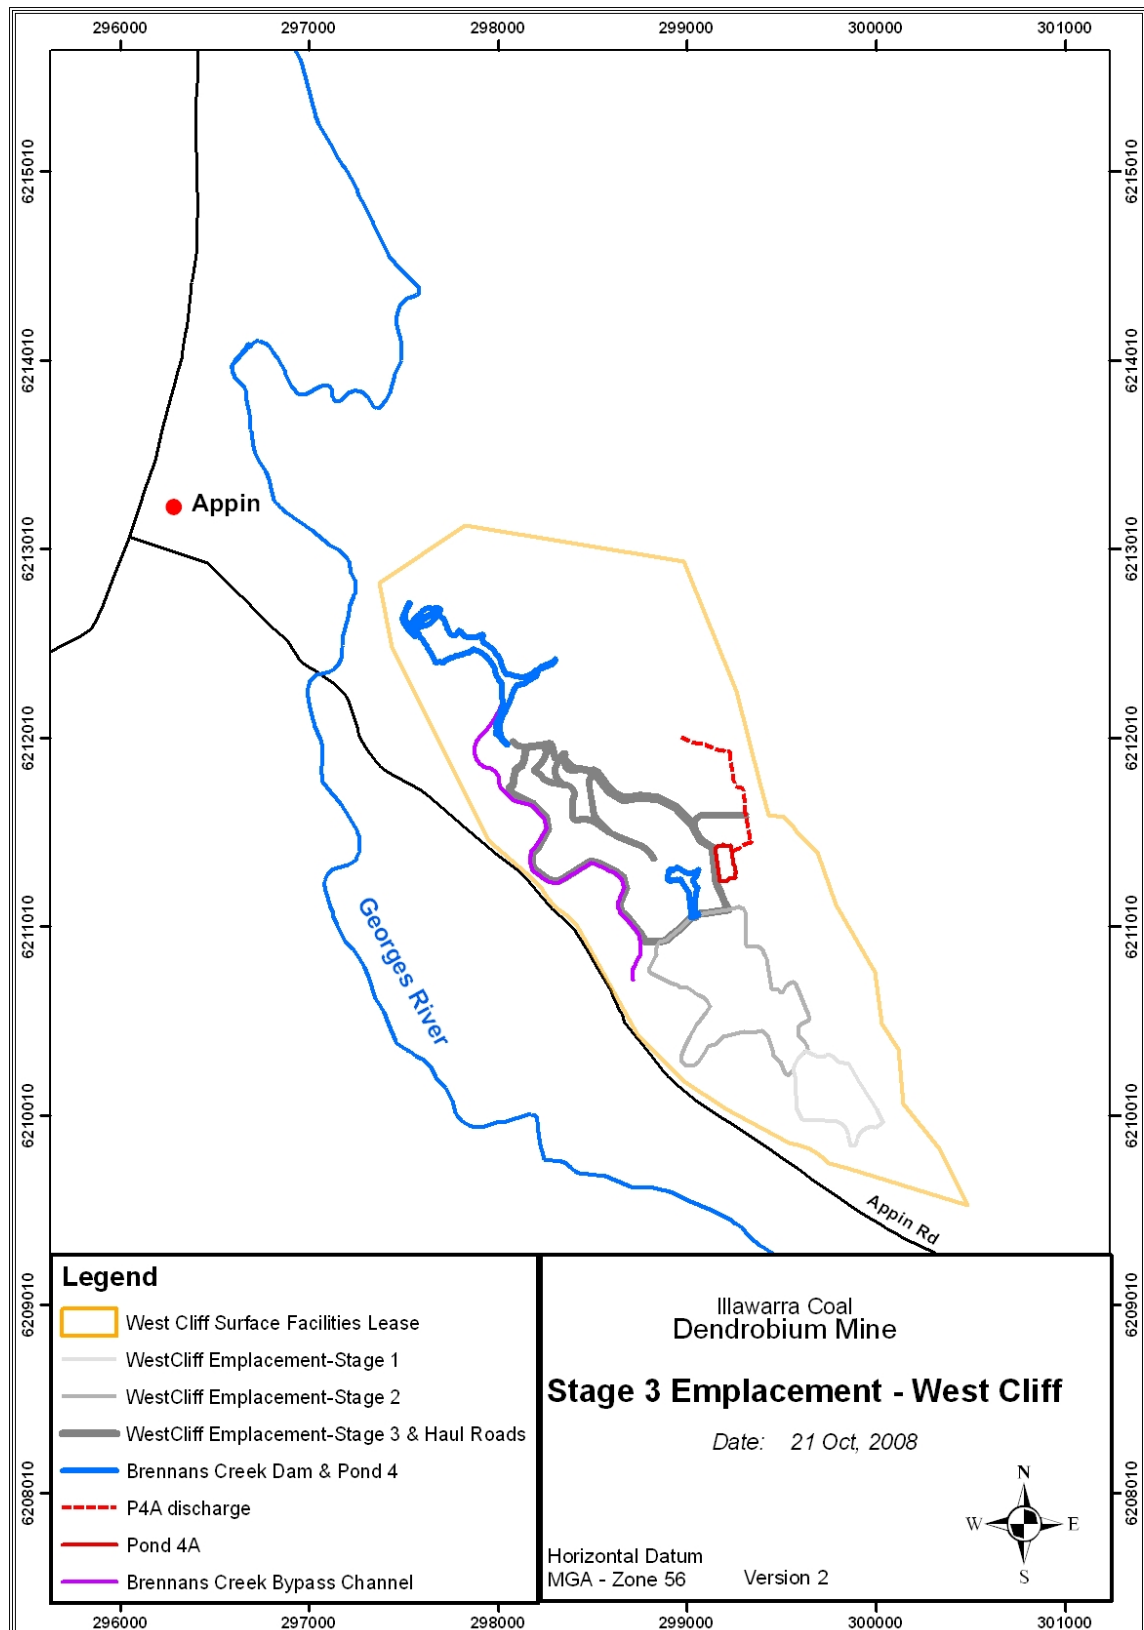 296000 297000 298000 299000 300000 301000
6215010 6215010
6214010 6214010
Appin
6213010 6213010
6212010 6212010
6211010 6211010
Georges River
6210010 6210010
Appin Rd
Legend
West Cliff Surface Facilities Lease
WestCliff Emplacement-Stage 1
WestCliff Emplacement-Stage 2
WestCliff Emplacement-Stage 3 & Haul Roads
Brennans Creek Dam & Pond 4
P4A discharge
Pond 4A
Brennans Creek Bypass Channel
Illawarra Coal
Dendrobium Mine
Stage 3 Emplacement - West Cliff
Date: 21 Oct, 2008
N
W E
S
Horizontal Datum
MGA - Zone 56 Version 2
6209010 6209010
6208010 6208010
296000 297000 298000 299000 300000 301000